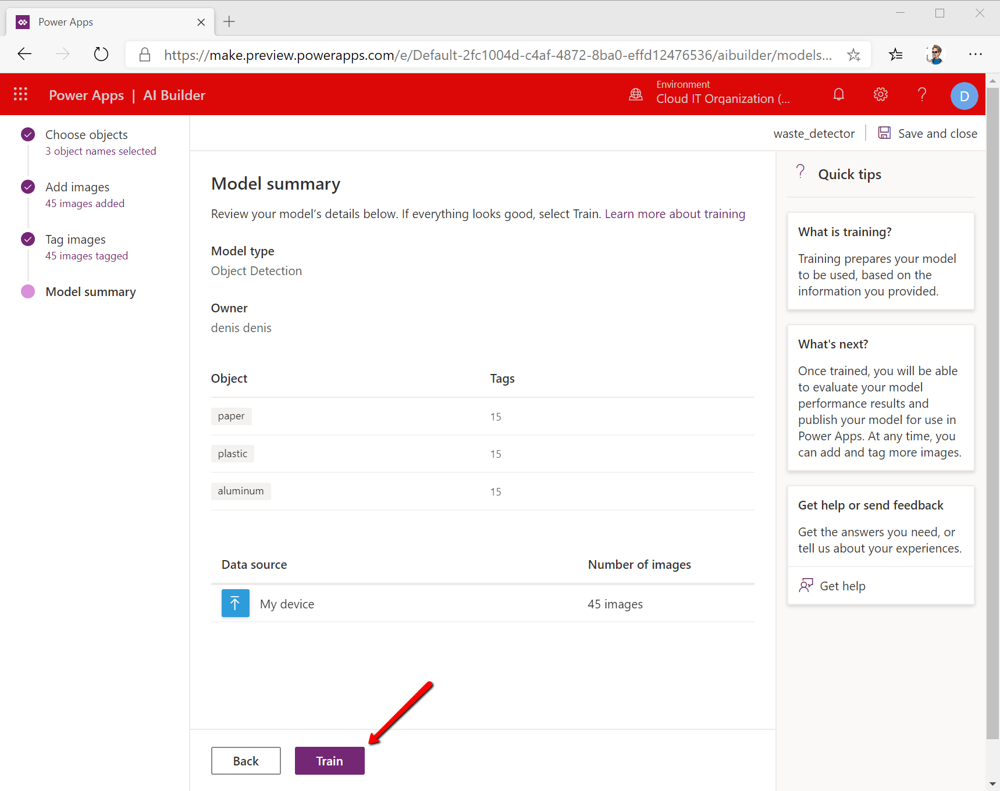 Power Apps
https://make.preview.powerapps.com/e/Default-2fc1004d-c4af-4872-8ba0-effd12476536/aibuilder/models...
Power Apps | AI Builder
Environment
Cloud IT Organization (...
D
Choose objects
3 object names selected
Add images
45 images added
Tag images
45 images tagged
Model summary
waste_detector
Save and close
Model summary
Review your model’s details below. If everything looks good, select Train. Learn more about training
Model type
Object Detection
Owner
denis denis
Object Tags
paper 15
plastic 15
aluminum 15
Data source Number of images
My device 45 images
Back
Train
Quick tips
What is training?
Training prepares your model
to be used, based on the
information you provided.
What's next?
Once trained, you will be able
to evaluate your model
performance results and
publish your model for use in
Power Apps. At any time, you
can add and tag more images.
Get help or send feedback
Get the answers you need, or
tell us about your experiences.
Get help